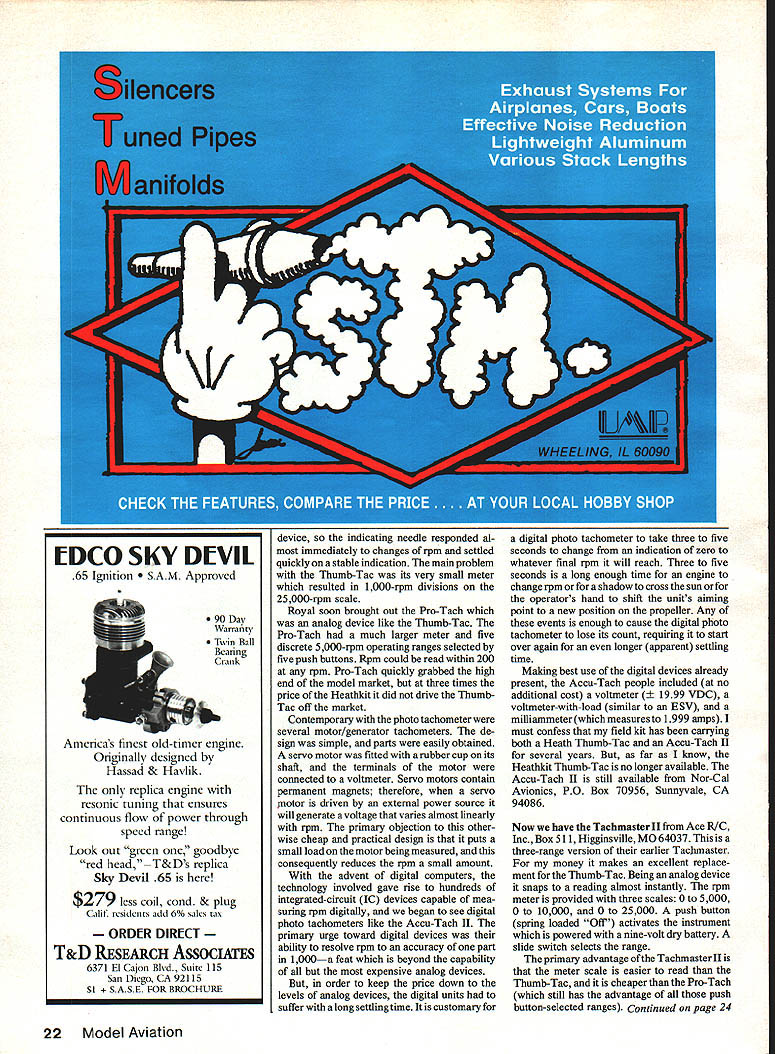 Silencers
Tuned Pipes
Manifolds
Exhaust Systems For
Airplanes, Cars, Boats
Effective Noise Reduction
Lightweight Aluminum
Various Stack Lengths
STM.
UMP®
WHEELING, IL 60090
CHECK THE FEATURES, COMPARE THE PRICE . . . . AT YOUR LOCAL HOBBY SHOP
EDCO SKY DEVIL
.65 Ignition • S.A.M. Approved
• 90 Day
Warranty
• Twin Ball
Bearing
Crank
America's finest old-timer engine.
Originally designed by
Hassad & Havlik.
The only replica engine with
resonic tuning that ensures
continuous flow of power through
speed range!
Look out "green one," goodbye
"red head,"–T&D's replica
Sky Devil .65 is here!
$279 less coil, cond. & plug
Calif. residents add 6% sales tax
– ORDER DIRECT –
T&D RESEARCH ASSOCIATES
6371 El Cajon Blvd., Suite 115
San Diego, CA 92115
$1 + S.A.S.E. FOR BROCHURE
device, so the indicating needle responded al-
most immediately to changes of rpm and settled
quickly on a stable indication. The main problem
with the Thumb-Tac was its very small meter
which resulted in 1,000-rpm divisions on the
25,000-rpm scale.
Royal soon brought out the Pro-Tach which
was an analog device like the Thumb-Tac. The
Pro-Tach had a much larger meter and five
discrete 5,000-rpm operating ranges selected by
five push buttons. Rpm could be read within 200
at any rpm. Pro-Tach quickly grabbed the high
end of the model market, but at three times the
price of the Heathkit it did not drive the Thumb-
Tac off the market.
Contemporary with the photo tachometer were
several motor/generator tachometers. The de-
sign was simple, and parts were easily obtained.
A servo motor was fitted with a rubber cup on its
shaft, and the terminals of the motor were
connected to a voltmeter. Servo motors contain
permanent magnets; therefore, when a servo
motor is driven by an external power source it
will generate a voltage that varies almost linearly
with rpm. The primary objection to this other-
wise cheap and practical design is that it puts a
small load on the motor being measured, and this
consequently reduces the rpm a small amount.
With the advent of digital computers, the
technology involved gave rise to hundreds of
integrated-circuit (IC) devices capable of mea-
suring rpm digitally, and we began to see digital
photo tachometers like the Accu-Tach II. The
primary urge toward digital devices was their
ability to resolve rpm to an accuracy of one part
in 1,000—a feat which is beyond the capability
of all but the most expensive analog devices.
But, in order to keep the price down to the
levels of analog devices, the digital units had to
suffer with a long settling time. It is customary for
a digital photo tachometer to take three to five
seconds to change from an indication of zero to
whatever final rpm it will reach. Three to five
seconds is a long enough time for an engine to
change rpm or for a shadow to cross the sun or for
the operator's hand to shift the unit's aiming
point to a new position on the propeller. Any of
these events is enough to cause the digital photo
tachometer to lose its count, requiring it to start
over again for an even longer (apparent) settling
time.
Making best use of the digital devices already
present, the Accu-Tach people included (at no
additional cost) a voltmeter (± 19.99 VDC), a
voltmeter-with-load (similar to an ESV), and a
milliammeter (which measures to 1.999 amps). I
must confess that my field kit has been carrying
both a Heath Thumb-Tac and an Accu-Tach II
for several years. But, as far as I know, the
Heathkit Thumb-Tac is no longer available. The
Accu-Tach II is still available from Nor-Cal
Avionics, P.O. Box 70956, Sunnyvale, CA
94086.
Now we have the Tachmaster II from Ace R/C,
Inc., Box 511, Higginsville, MO 64037. This is a
three-range version of their earlier Tachmaster.
For my money it makes an excellent replace-
ment for the Thumb-Tac. Being an analog device
it snaps to a reading almost instantly. The rpm
meter is provided with three scales: 0 to 5,000,
0 to 10,000, and 0 to 25,000. A push button
(spring loaded "Off") activates the instrument
which is powered with a nine-volt dry battery. A
slide switch selects the range.
The primary advantage of the Tachmaster II is
that the meter scale is easier to read than the
Thumb-Tac, and it is cheaper than the Pro-Tach
(which still has the advantage of all those push
button-selected ranges). Continued on page 24
22 Model Aviation